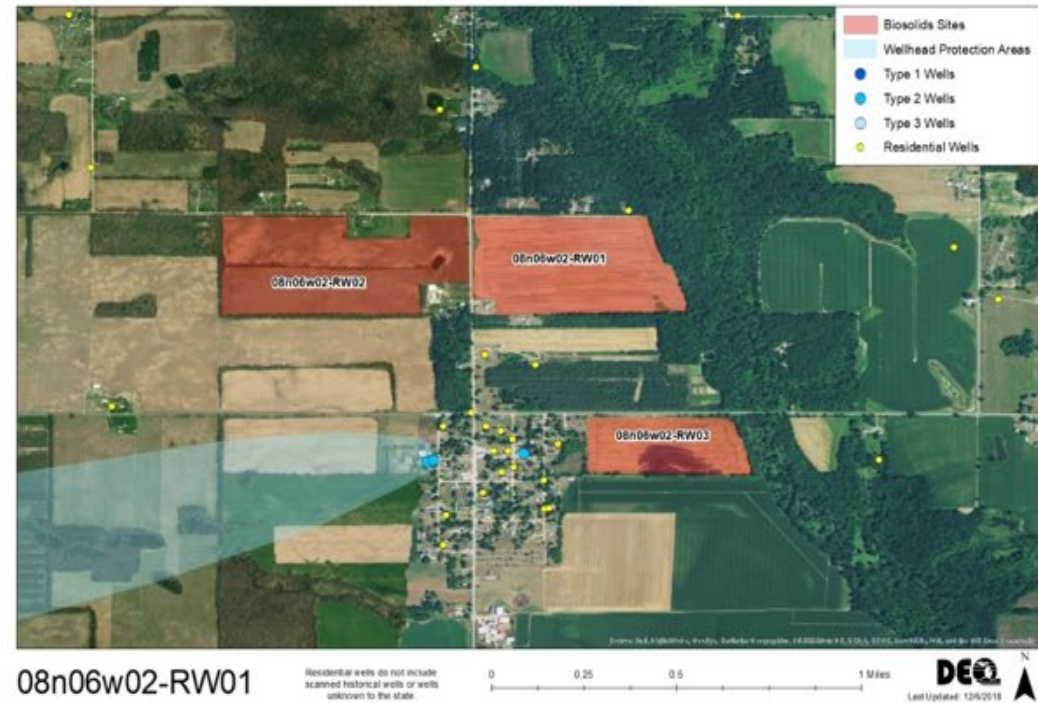 Biosolids Sites
Wellhead Protection Areas
Type 1 Wells
Type 2 Wells
Type 3 Wells
Residential Wells
08n06w02-RW01
08n06w02-RW02
08n06w02-RW03
08n06w02-RW01
Residential wells do not include
scanned historical wells or wells
unknown to the state.
0 0.25 0.5 1 Miles
DEQ
Last Updated: 12/6/2018
N